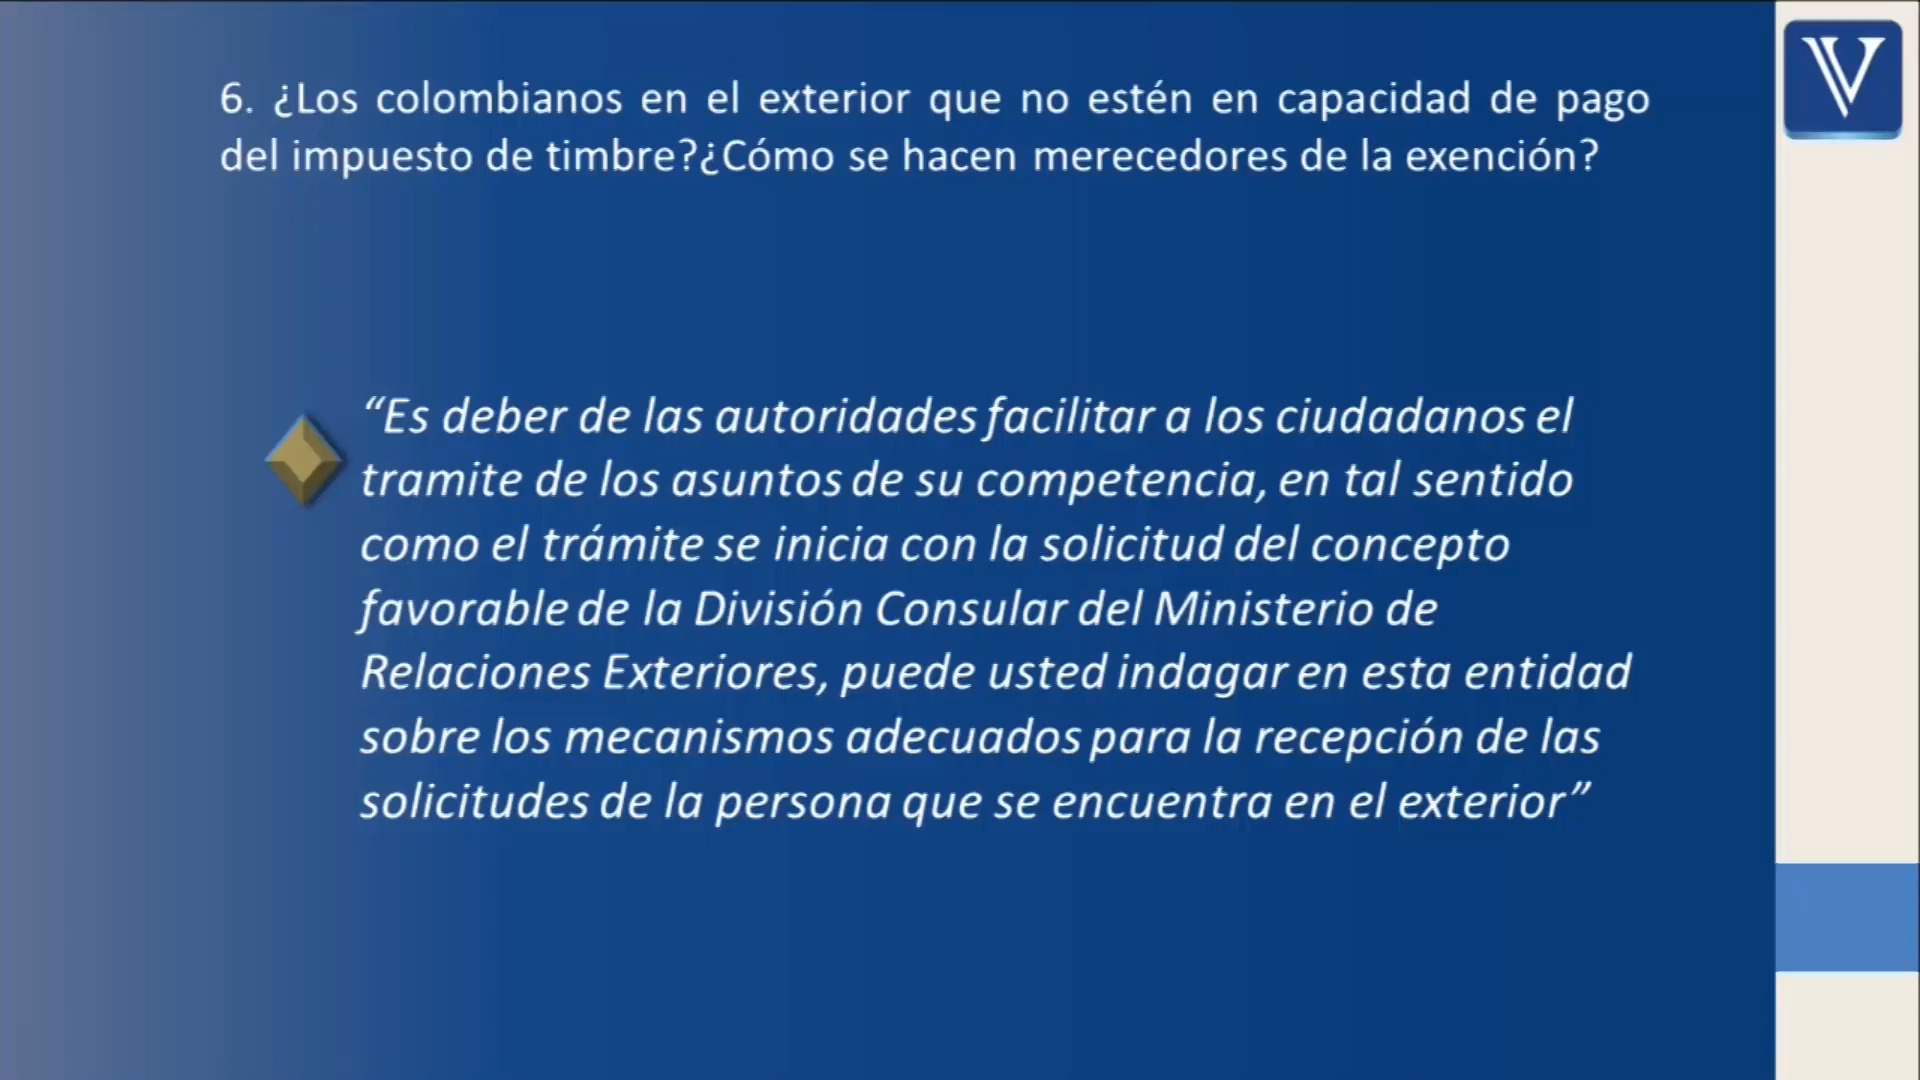 6. ¿Los colombianos en el exterior que no estén en capacidad de pago
del impuesto de timbre?¿Cómo se hacen merecedores de la exención?
“Es deber de las autoridades facilitar a los ciudadanos el
tramite de los asuntos de su competencia, en tal sentido
como el trámite se inicia con la solicitud del concepto
favorable de la División Consular del Ministerio de
Relaciones Exteriores, puede usted indagar en esta entidad
sobre los mecanismos adecuados para la recepción de las
solicitudes de la persona que se encuentra en el exterior”
V